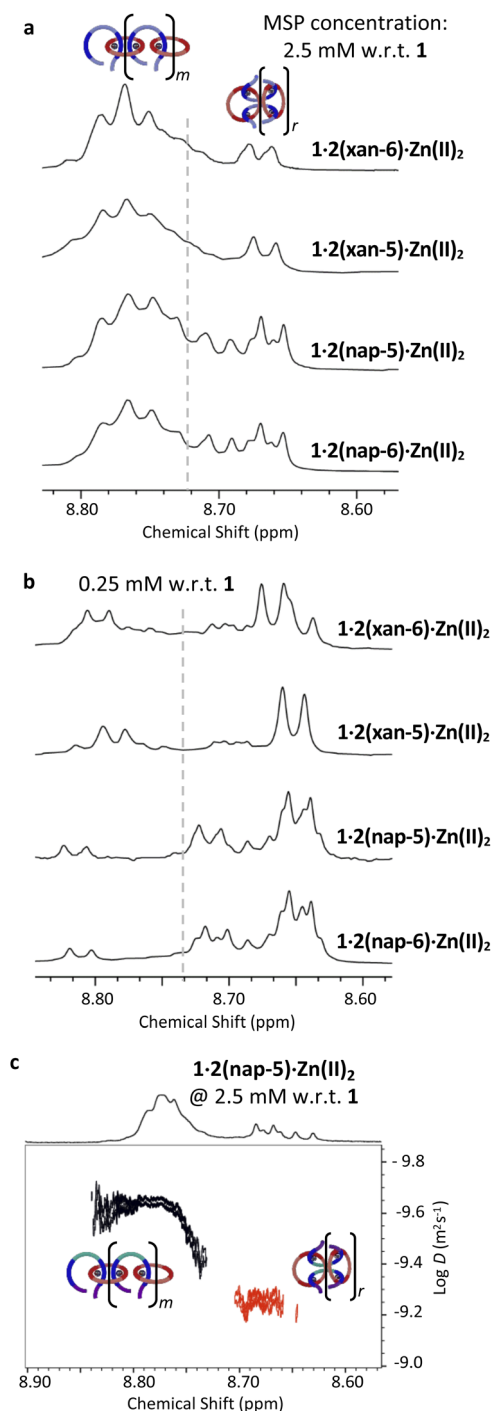 a
MSP concentration:
2.5 mM w.r.t. 1
m
r
1·2(xan-6)·Zn(II)₂
1·2(xan-5)·Zn(II)₂
1·2(nap-5)·Zn(II)₂
1·2(nap-6)·Zn(II)₂
8.80 8.70 8.60
Chemical Shift (ppm)
b
0.25 mM w.r.t. 1
1·2(xan-6)·Zn(II)₂
1·2(xan-5)·Zn(II)₂
1·2(nap-5)·Zn(II)₂
1·2(nap-6)·Zn(II)₂
8.80 8.70 8.60
Chemical Shift (ppm)
c
1·2(nap-5)·Zn(II)₂
@ 2.5 mM w.r.t. 1
- 9.8
- 9.6
- 9.4
- 9.2
-9.0
Log D (m²s⁻¹)
m
r
8.90 8.80 8.70 8.60
Chemical Shift (ppm)